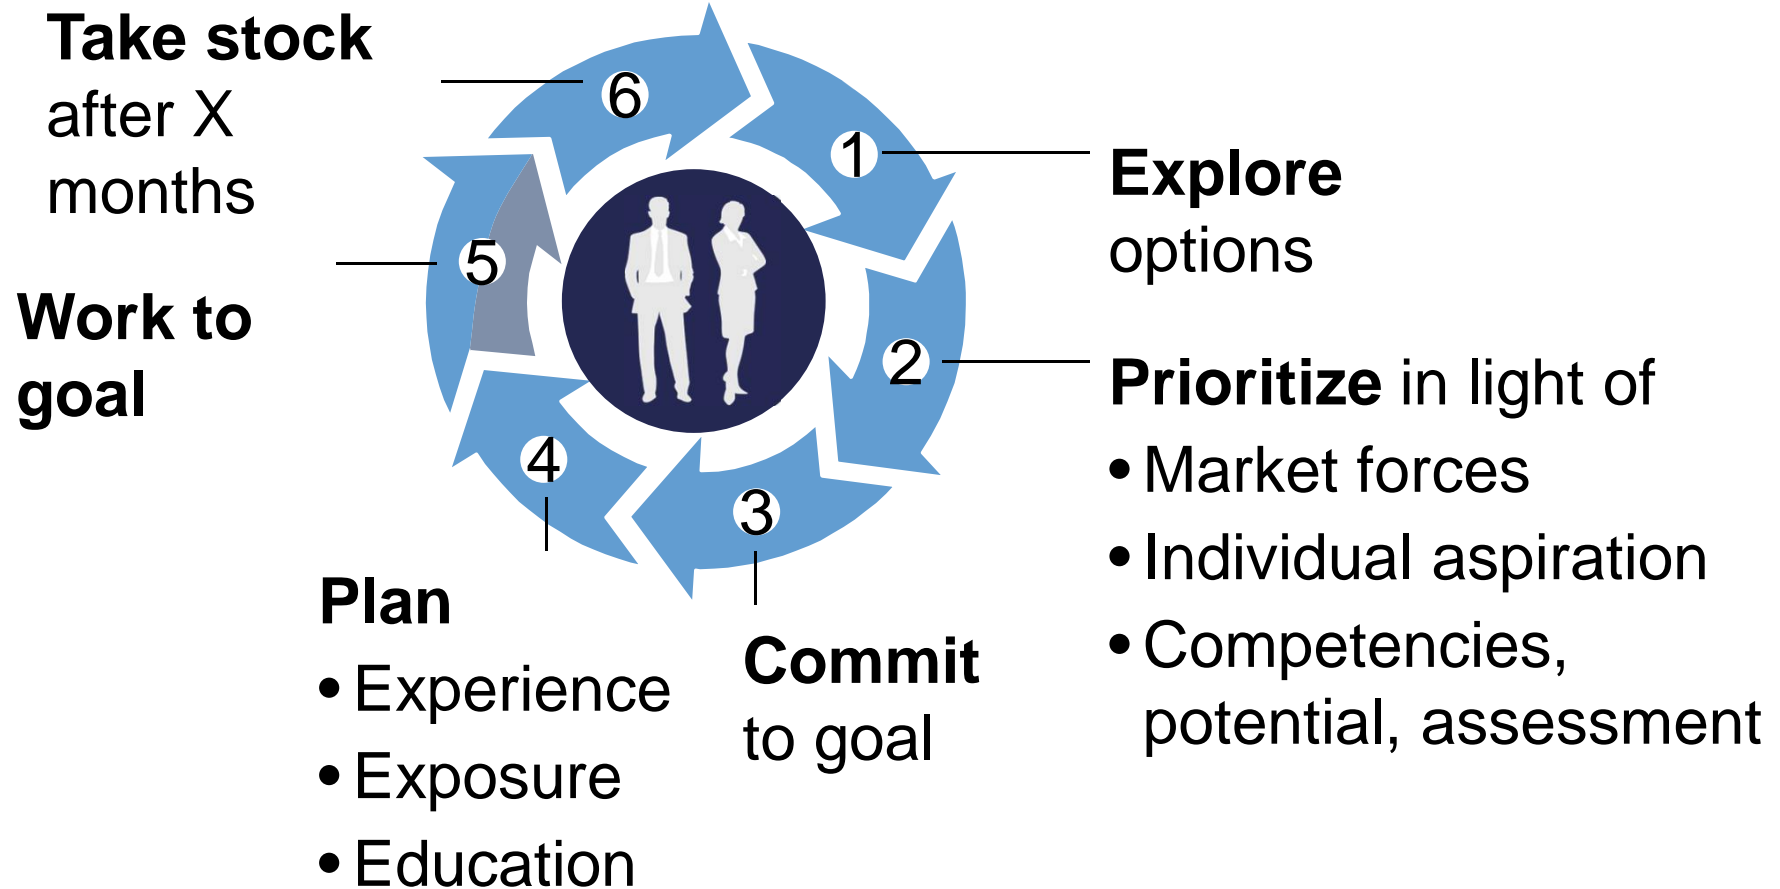 Take stock
after X
months
Work to
goal
6
1
5
2
4
3
Explore
options
Prioritize in light of
• Market forces
• Individual aspiration
• Competencies,
potential, assessment
Commit
to goal
Plan
• Experience
• Exposure
• Education